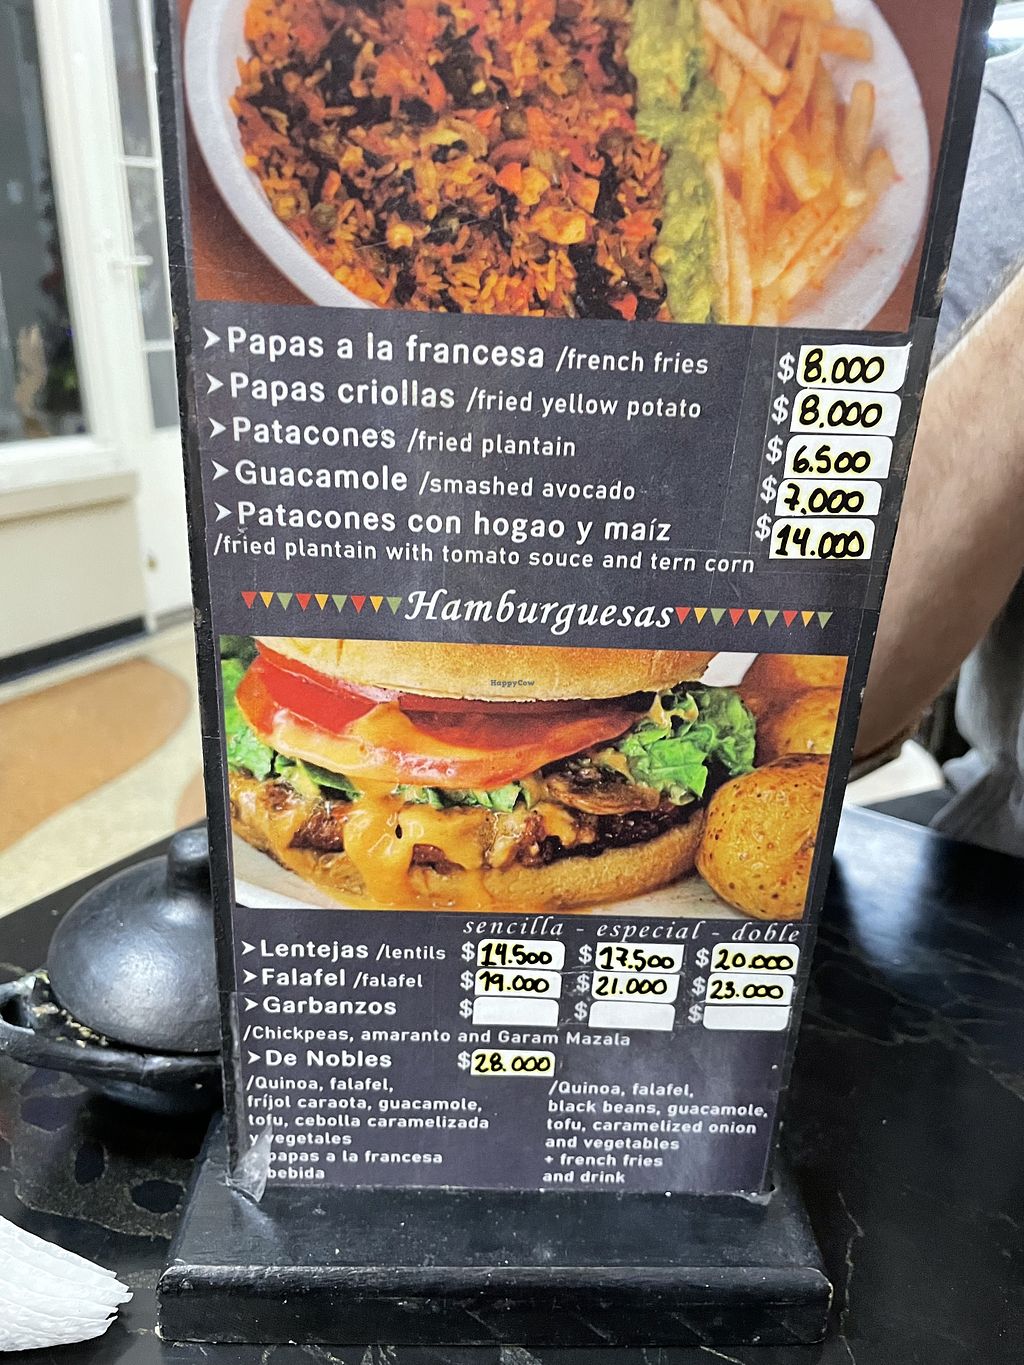 ➤Papas a la francesa /french fries $8.000
➤Papas criollas /fried yellow potato $8.000
➤Patacones /fried plantain $6.500
➤Guacamole /smashed avocado $7.000
➤Patacones con hogao y maíz $14.000
/fried plantain with tomato souce and tern corn
Hamburguesas
HappyCow
sencilla - especial - doble
➤Lentejas /lentils $14.500 $17.500 $20.000
➤Falafel /falafel $19.000 $21.000 $23.000
➤Garbanzos $ $ $
/Chickpeas, amaranto and Garam Mazala
➤De Nobles $28.000
/Quinoa, falafel,
fríjol caraota, guacamole,
tofu, cebolla caramelizada
y vegetales
papas a la francesa
bebida
/Quinoa, falafel,
black beans, guacamole,
tofu, caramelized onion
and vegetables
+ french fries
and drink